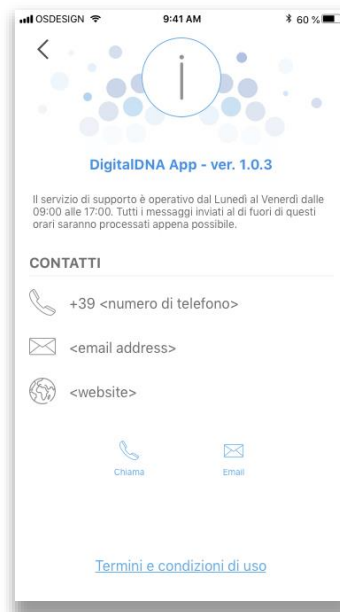 OSDESIGN 9:41 AM 60 %
i
DigitalDNA App - ver. 1.0.3
Il servizio di supporto è operativo dal Lunedì al Venerdì dalle
09:00 alle 17:00. Tutti i messaggi inviati al di fuori di questi
orari saranno processati appena possibile.
CONTATTI
+39 <numero di telefono>
<email address>
<website>
Chiama Email
Termini e condizioni di uso